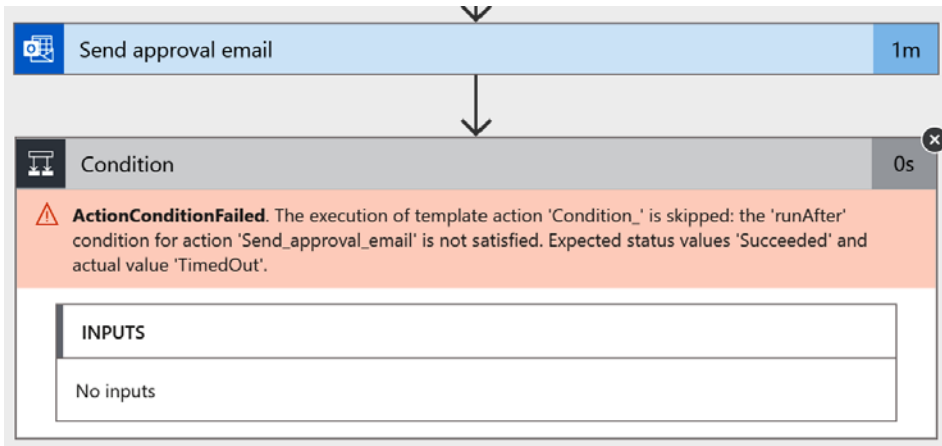 Send approval email
1m
Condition
0s
ActionConditionFailed. The execution of template action 'Condition_' is skipped: the 'runAfter'
condition for action 'Send_approval_email' is not satisfied. Expected status values 'Succeeded' and
actual value 'TimedOut'.
INPUTS
No inputs